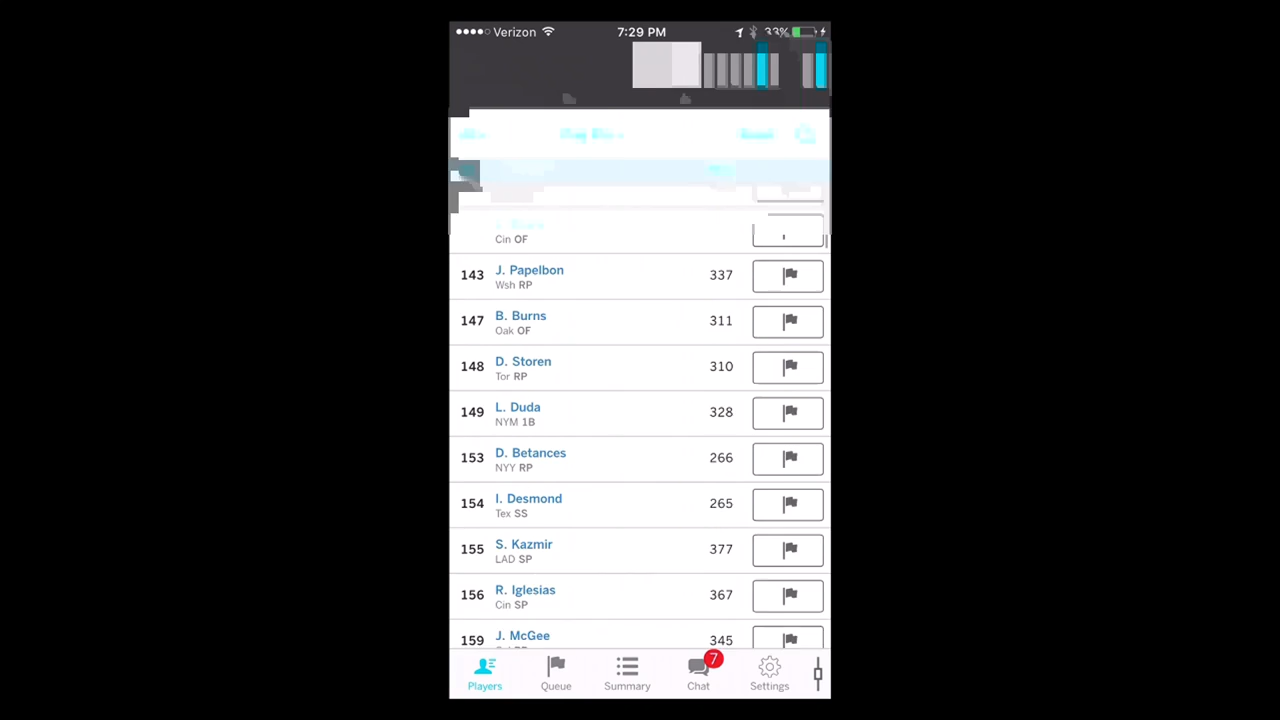 Verizon 7:29 PM 33%
Cin OF
143 J. Papelbon 337
Wsh RP
147 B. Burns 311
Oak OF
148 D. Storen 310
Tor RP
149 L. Duda 328
NYM 1B
153 D. Betances 266
NYY RP
154 I. Desmond 265
Tex SS
155 S. Kazmir 377
LAD SP
156 R. Iglesias 367
Cin SP
159 J. McGee 345
7
Players Queue Summary Chat Settings